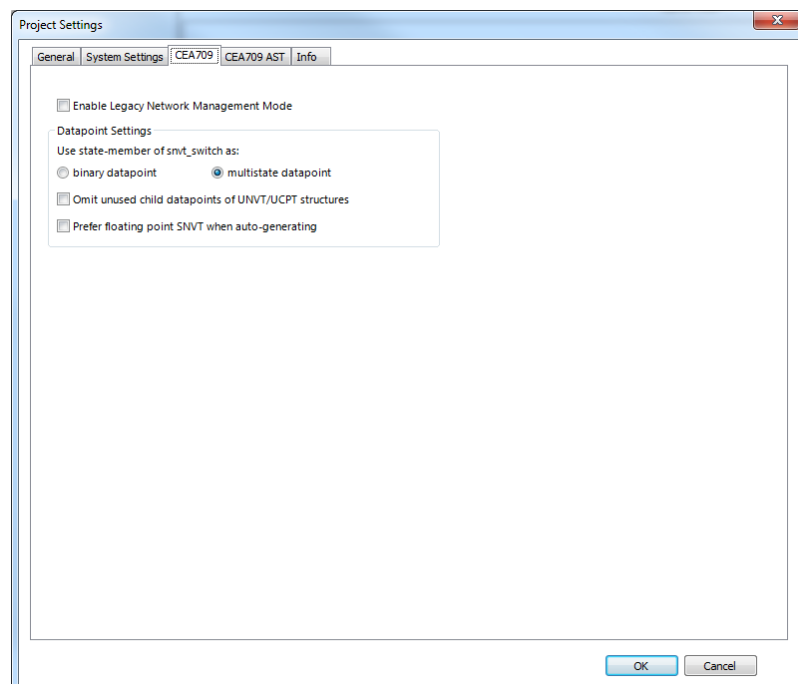 Project Settings
General System Settings CEA709 CEA709 AST Info
Enable Legacy Network Management Mode
Datapoint Settings
Use state-member of snvt_switch as:
binary datapoint multistate datapoint
Omit unused child datapoints of UNVT/UCPT structures
Prefer floating point SNVT when auto-generating
OK Cancel